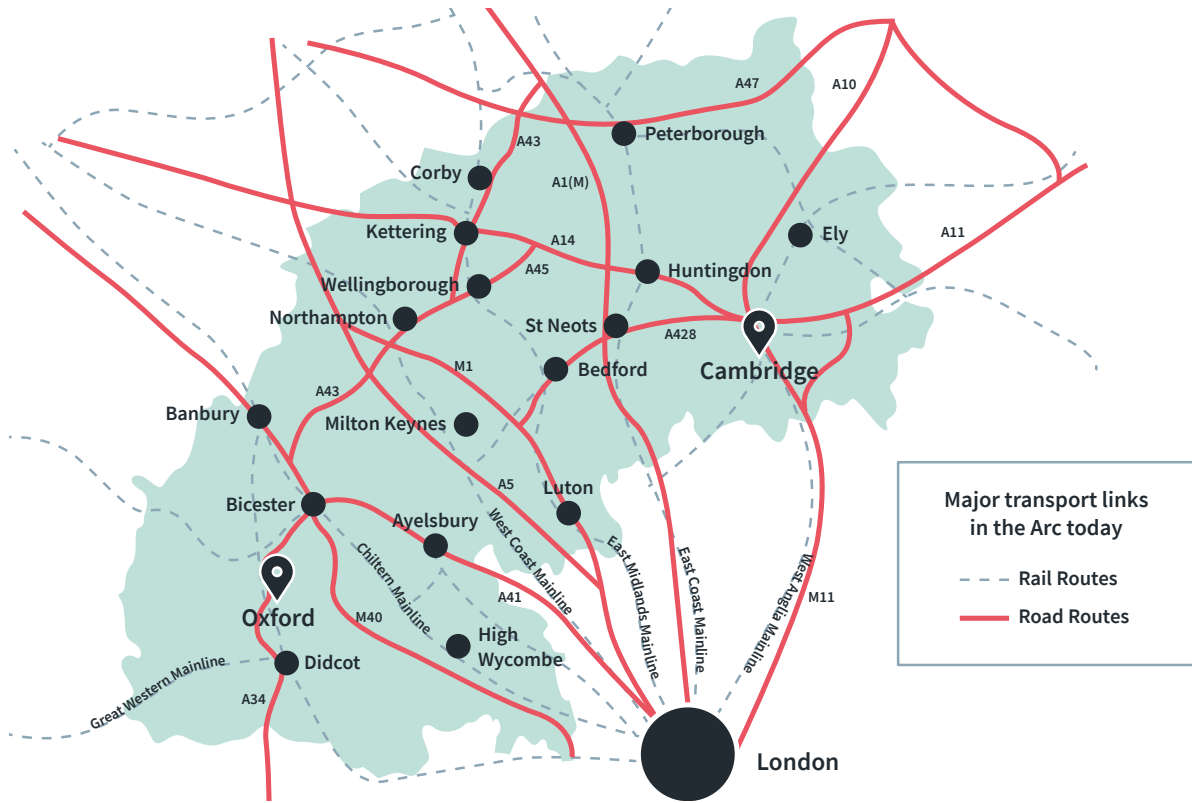 A47
A10
Peterborough
A43
Corby
A1(M)
Kettering
A14
Ely
A11
A45
Huntingdon
Wellingborough
Northampton
St Neots
A428
M1
Bedford
Cambridge
A43
Banbury
Milton Keynes
A5
Luton
Bicester
Ayelsbury
West Coast Mainline
East Midlands Mainline
East Coast Mainline
West Anglia Mainline
Chiltern Mainline
A41
M11
Oxford
M40
High
Wycombe
Didcot
Great Western Mainline
A34
London
Major transport links
in the Arc today
Rail Routes
Road Routes